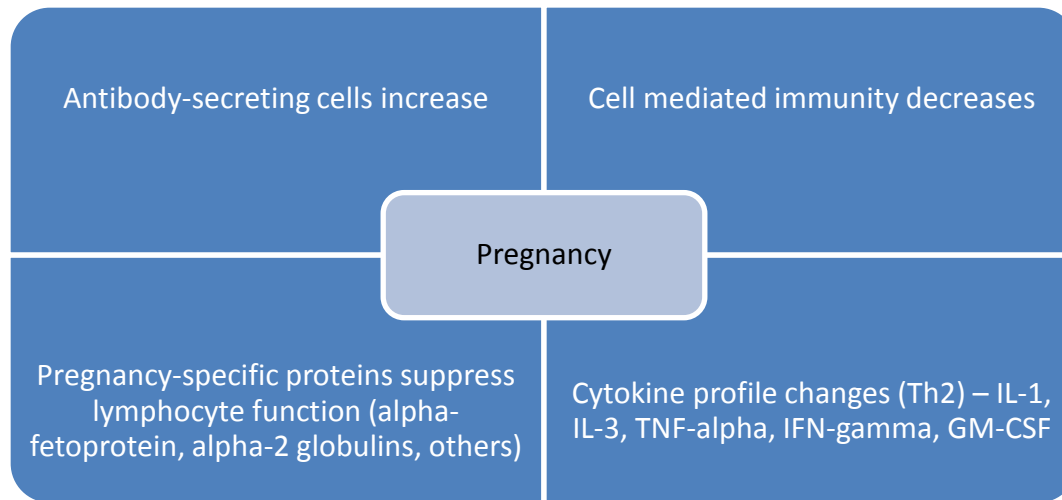 Antibody-secreting cells increase
Cell mediated immunity decreases
Pregnancy
Pregnancy-specific proteins suppress
lymphocyte function (alpha-
fetoprotein, alpha-2 globulins, others)
Cytokine profile changes (Th2) – IL-1,
IL-3, TNF-alpha, IFN-gamma, GM-CSF